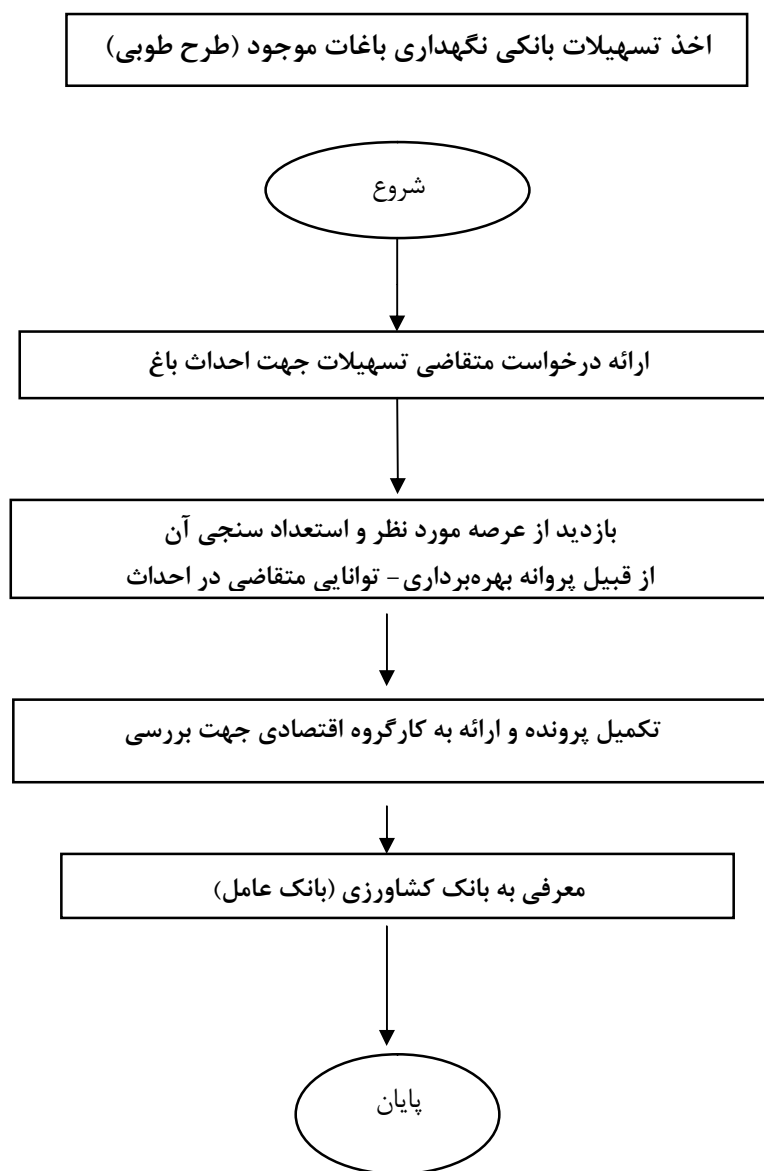 اخذ تسهیلات بانکی نگهداری باغات موجود (طرح طوبی)
شروع
ارائه درخواست متقاضی تسهیلات جهت احداث باغ
بازدید از عرصه مورد نظر و استعداد سنجی آن
از قبیل پروانه بهره‌برداری – توانایی متقاضی در احداث
تکمیل پرونده و ارائه به کارگروه اقتصادی جهت بررسی
معرفی به بانک کشاورزی (بانک عامل)
پایان